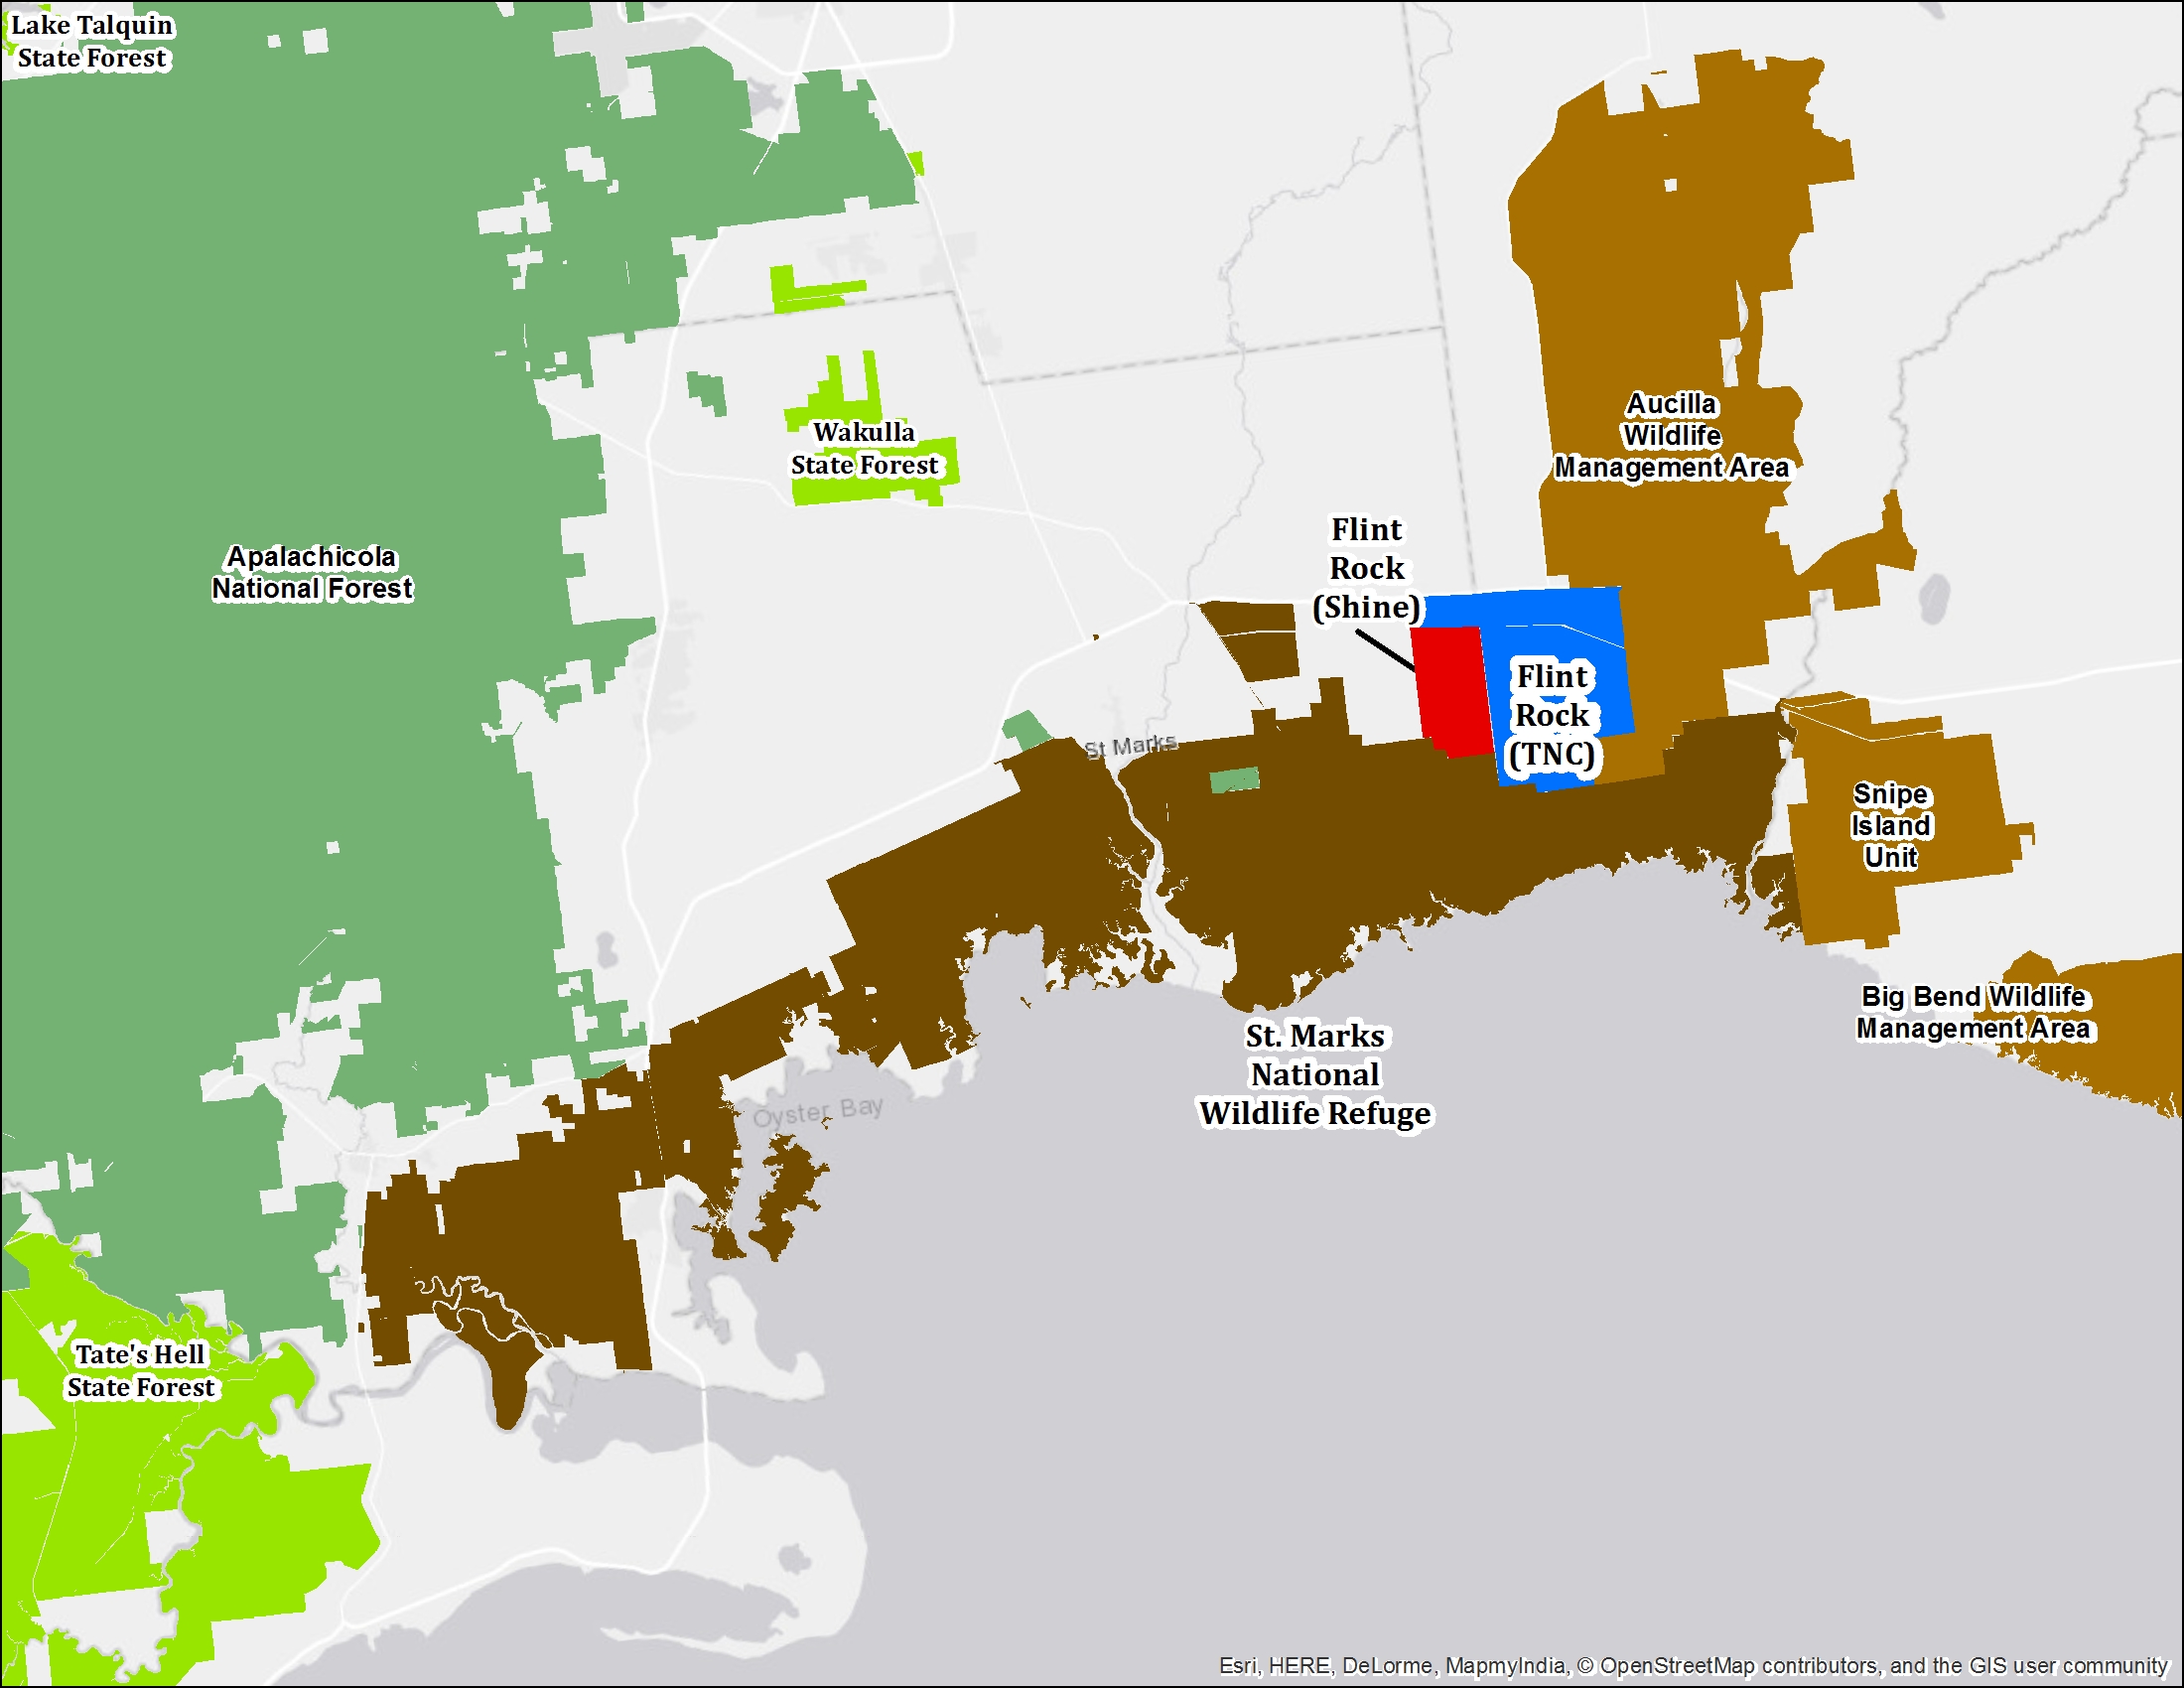 Lake Talquin
State Forest
Aucilla
Wildlife
Management Area
Wakulla
State Forest
Flint
Rock
(Shine)
Apalachicola
National Forest
Flint
Rock
(TNC)
St Marks
Snipe
Island
Unit
Big Bend Wildlife
Management Area
St. Marks
National
Wildlife Refuge
Oyster Bay
Tate's Hell
State Forest
Esri, HERE, DeLorme, MapmyIndia, © OpenStreetMap contributors, and the GIS user community